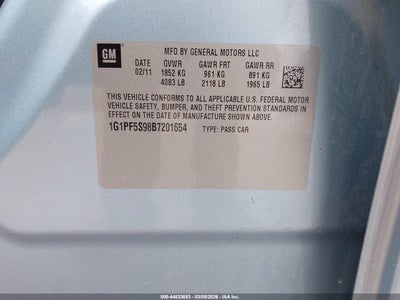 GM
MFD BY GENERAL MOTORS LLC
DATE GVWR GAWR FRT GAWR RR
02/11 1852 KG 961 KG 891 KG
4083 LB 2118 LB 1965 LB
THIS VEHICLE CONFORMS TO ALL APPLICABLE U.S. FEDERAL MOTOR
VEHICLE SAFETY, BUMPER, AND THEFT PREVENTION STANDARDS IN
EFFECT ON THE DATE OF MANUFACTURE SHOWN ABOVE.
1G1PF5S98B7201654 TYPE: PASS CAR
000-44633653 - 03/09/2026 - IAA Inc.